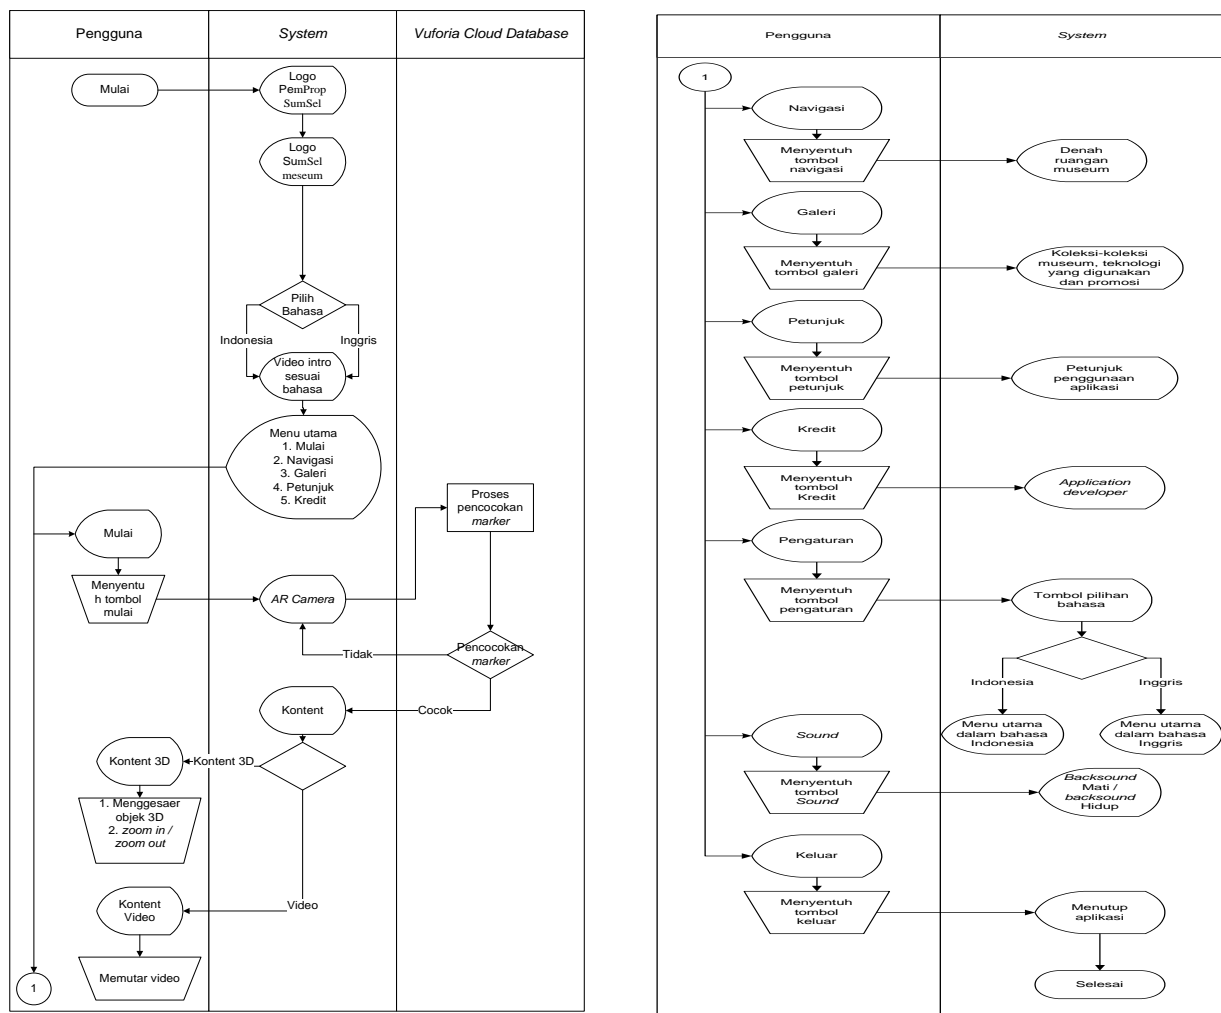 Pengguna
System
Vuforia Cloud Database
Mulai
Logo
PemProp
SumSel
Logo
SumSel
meseum
Pilih
Bahasa
Indonesia
Inggris
Video intro
sesuai
bahasa
Menu utama
1. Mulai
2. Navigasi
3. Galeri
4. Petunjuk
5. Kredit
Proses
pencocokan
marker
Mulai
Menyentu
h tombol
mulai
AR Camera
Pencocokan
marker
Tidak
Cocok
Kontent
Kontent 3D
Kontent 3D
1. Menggesaer
objek 3D
2. zoom in /
zoom out
Video
Kontent
Video
Memutar video
1
Pengguna
System
1
Navigasi
Menyentuh
tombol
navigasi
Denah
ruangan
museum
Galeri
Menyentuh
tombol galeri
Koleksi-koleksi
museum, teknologi
yang digunakan
dan promosi
Petunjuk
Menyentuh
tombol
petunjuk
Petunjuk
penggunaan
aplikasi
Kredit
Menyentuh
tombol
Kredit
Application
developer
Pengaturan
Menyentuh
tombol
pengaturan
Tombol pilihan
bahasa
Indonesia
Inggris
Menu utama
dalam bahasa
Indonesia
Menu utama
dalam bahasa
Inggris
Sound
Menyentuh
tombol
Sound
Backsound
Mati /
backsound
Hidup
Keluar
Menyentuh
tombol
keluar
Menutup
aplikasi
Selesai